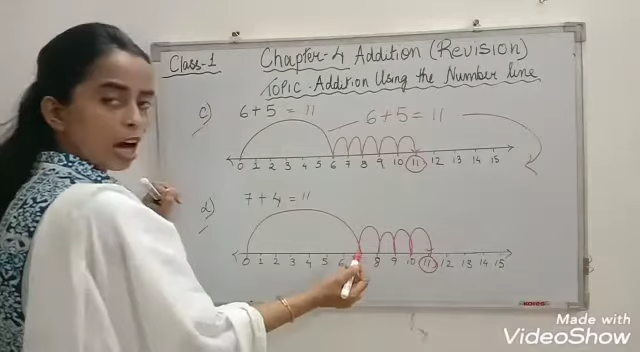 Class-1
Chapter-4 Addition (Revision)
TOPIC - Addition Using the Number line
c) 6+5 = 11
6+5 = 11
0 1 2 3 4 5 6 7 8 9 10 11 12 13 14 15
d) 7+4 = 11
0 1 2 3 4 5 6 8 9 10 11 12 13 14 15
KORES
Made with
VideoShow